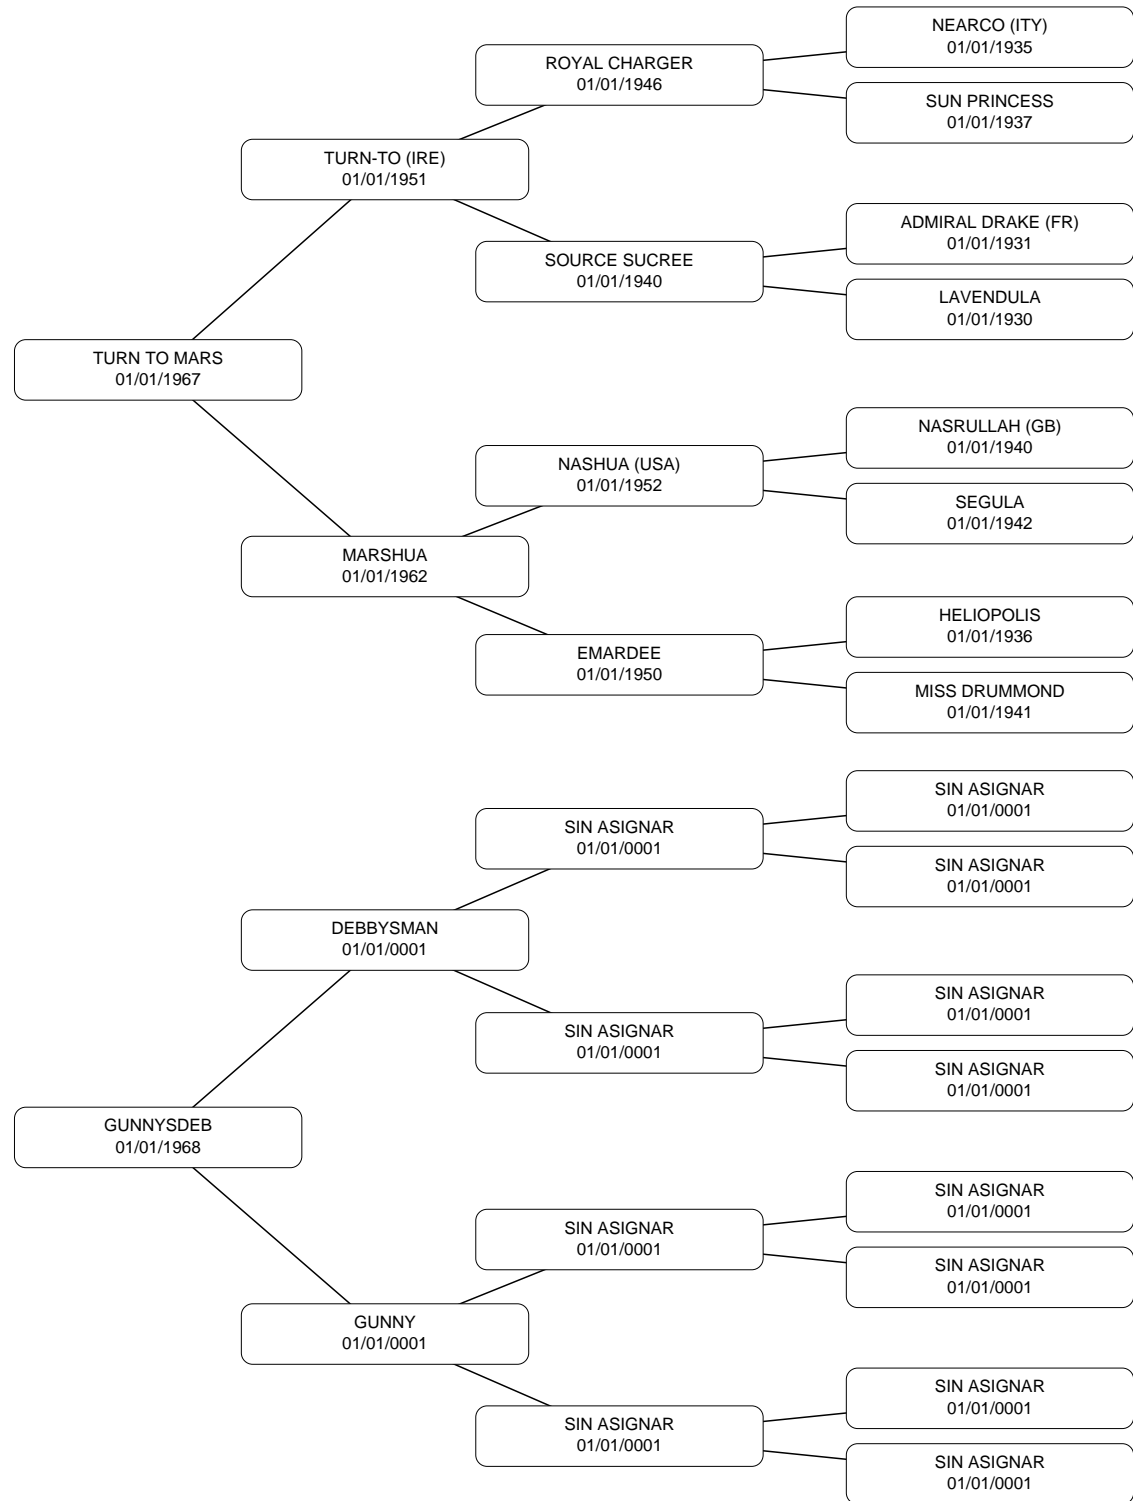 NEARCO (ITY)
01/01/1935
ROYAL CHARGER
01/01/1946
SUN PRINCESS
01/01/1937
TURN-TO (IRE)
01/01/1951
ADMIRAL DRAKE (FR)
01/01/1931
SOURCE SUCREE
01/01/1940
LAVENDULA
01/01/1930
TURN TO MARS
01/01/1967
NASRULLAH (GB)
01/01/1940
NASHUA (USA)
01/01/1952
SEGULA
01/01/1942
MARSHUA
01/01/1962
HELIOPOLIS
01/01/1936
EMARDEE
01/01/1950
MISS DRUMMOND
01/01/1941
SIN ASIGNAR
01/01/0001
SIN ASIGNAR
01/01/0001
SIN ASIGNAR
01/01/0001
DEBBYSMAN
01/01/0001
SIN ASIGNAR
01/01/0001
SIN ASIGNAR
01/01/0001
SIN ASIGNAR
01/01/0001
GUNNYSDEB
01/01/1968
SIN ASIGNAR
01/01/0001
SIN ASIGNAR
01/01/0001
SIN ASIGNAR
01/01/0001
GUNNY
01/01/0001
SIN ASIGNAR
01/01/0001
SIN ASIGNAR
01/01/0001
SIN ASIGNAR
01/01/0001